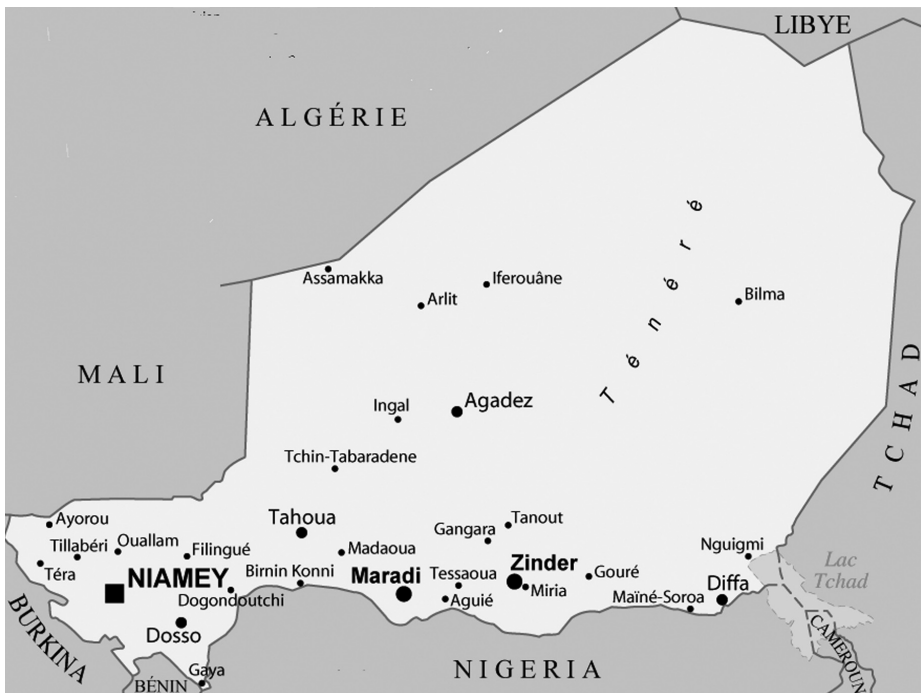 LIBYE
ALGÉRIE
Ténéré
Assamakka
Iferouâne
Arlit
Bilma
MALI
TCHAD
Ingal
Agadez
Tchin-Tabaradene
Ayorou
Tahoua
Tanout
Gangara
Tillabéri
Ouallam
Filingué
Madaoua
Nguigmi
Lac
Tchad
Téra
NIAMEY
Birnin Konni
Maradi
Tessaoua
Zinder
Gouré
Dogondoutchi
Aguié
Miria
Maïné-Soroa
Diffa
BURKINA
Dosso
CAMEROUN
Gaya
NIGERIA
BÉNIN